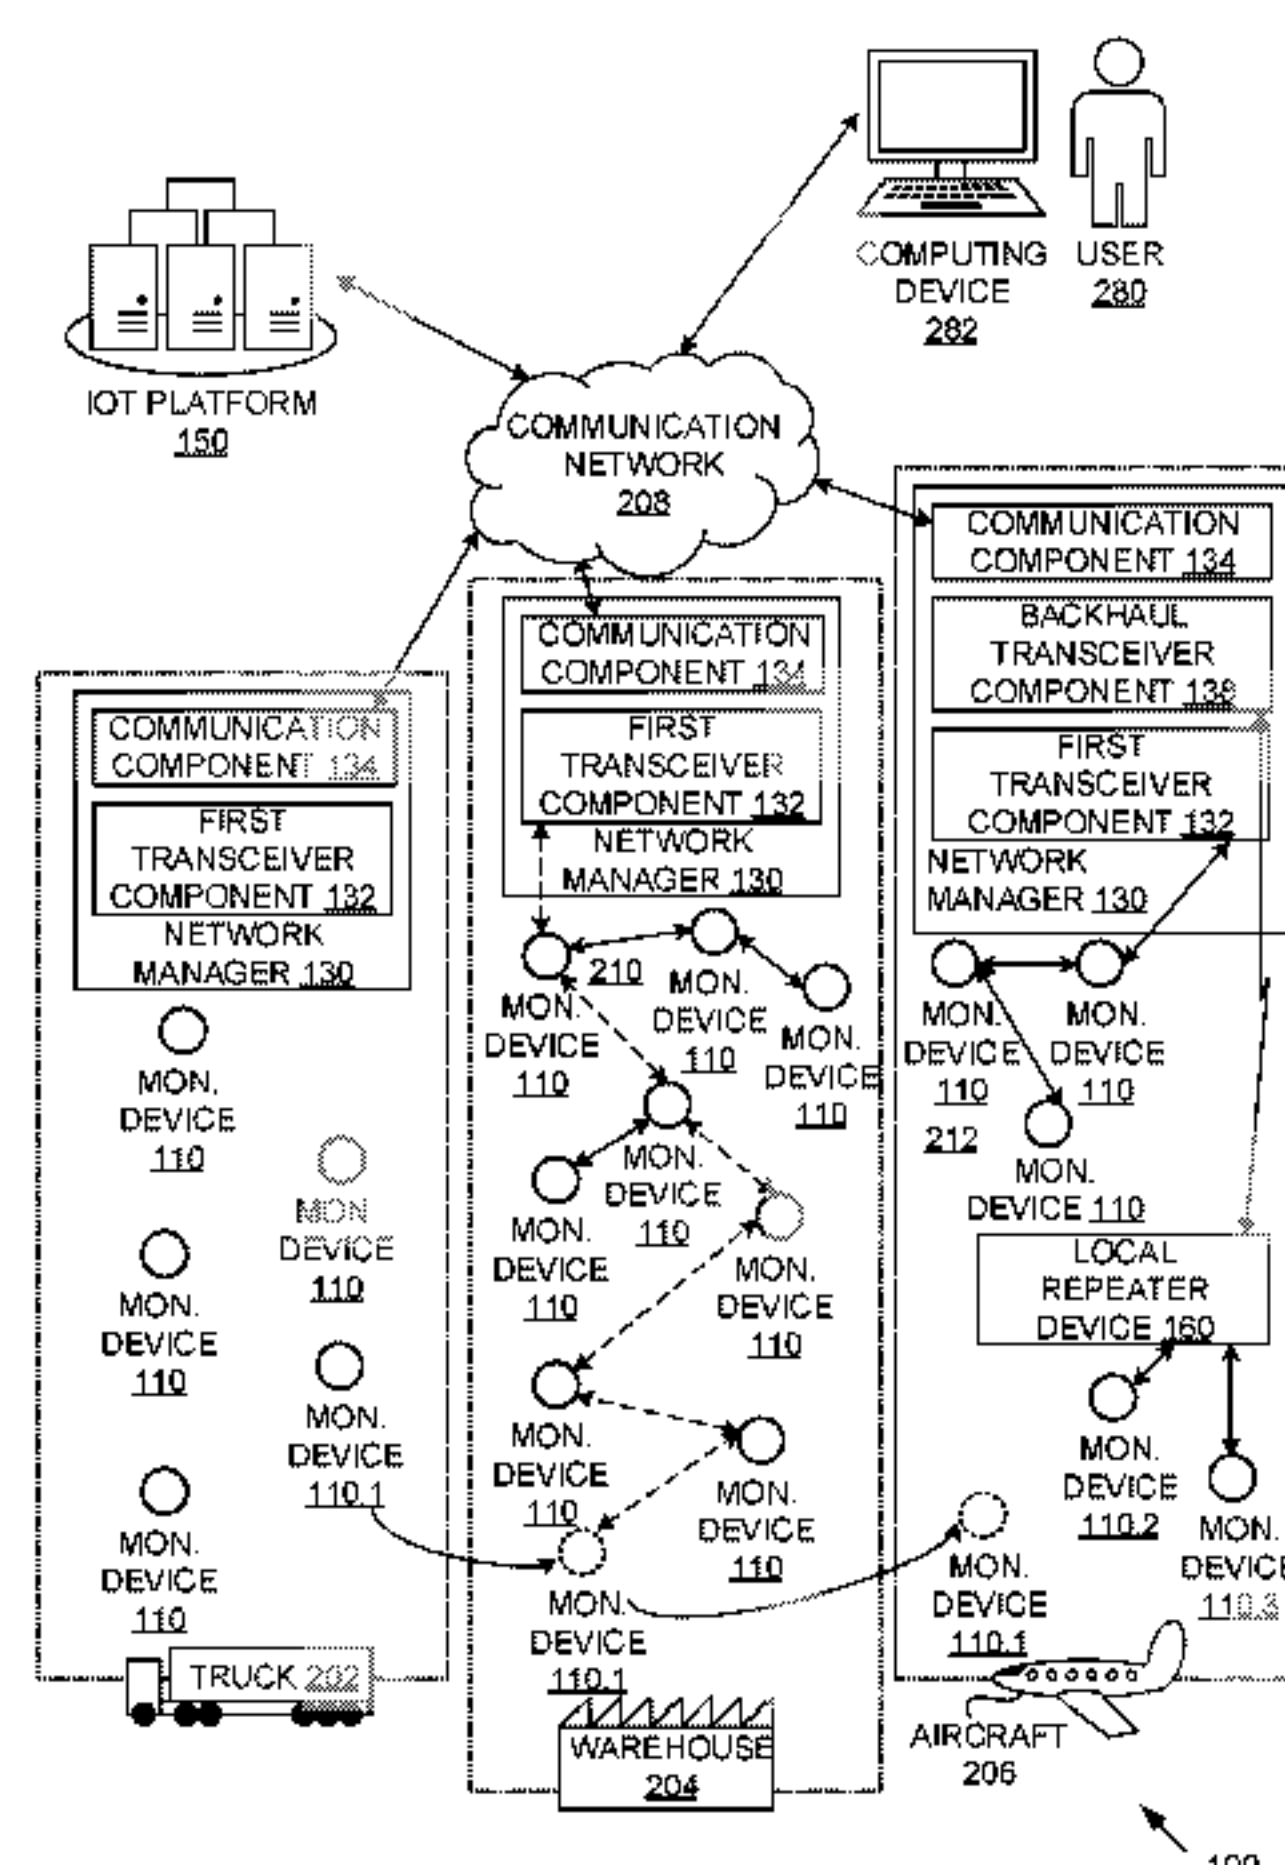 COMPUTING
DEVICE
282
USER
280
IOT PLATFORM
150
COMMUNICATION
NETWORK
208
COMMUNICATION
COMPONENT 134
FIRST
TRANSCEIVER
COMPONENT 132
NETWORK
MANAGER 130
MON.
DEVICE
110
MON
DEVICE
110
MON.
DEVICE
110
MON.
DEVICE
110.1
MON.
DEVICE
110
TRUCK 202
COMMUNICATION
COMPONENT 134
FIRST
TRANSCEIVER
COMPONENT 132
NETWORK
MANAGER 130
210
MON.
DEVICE
110
MON.
DEVICE
110
MON.
DEVICE
110
MON.
DEVICE
110
MON.
DEVICE
110
MON.
DEVICE
110
MON.
DEVICE
110
MON.
DEVICE
110
MON.
DEVICE
110.1
WAREHOUSE
204
COMMUNICATION
COMPONENT 134
BACKHAUL
TRANSCEIVER
COMPONENT 138
FIRST
TRANSCEIVER
COMPONENT 132
NETWORK
MANAGER 130
MON.
DEVICE
110
212
MON.
DEVICE
110
MON.
DEVICE 110
LOCAL
REPEATER
DEVICE 160
MON.
DEVICE
110.2
MON.
DEVICE
110.3
MON.
DEVICE
110.1
AIRCRAFT
206